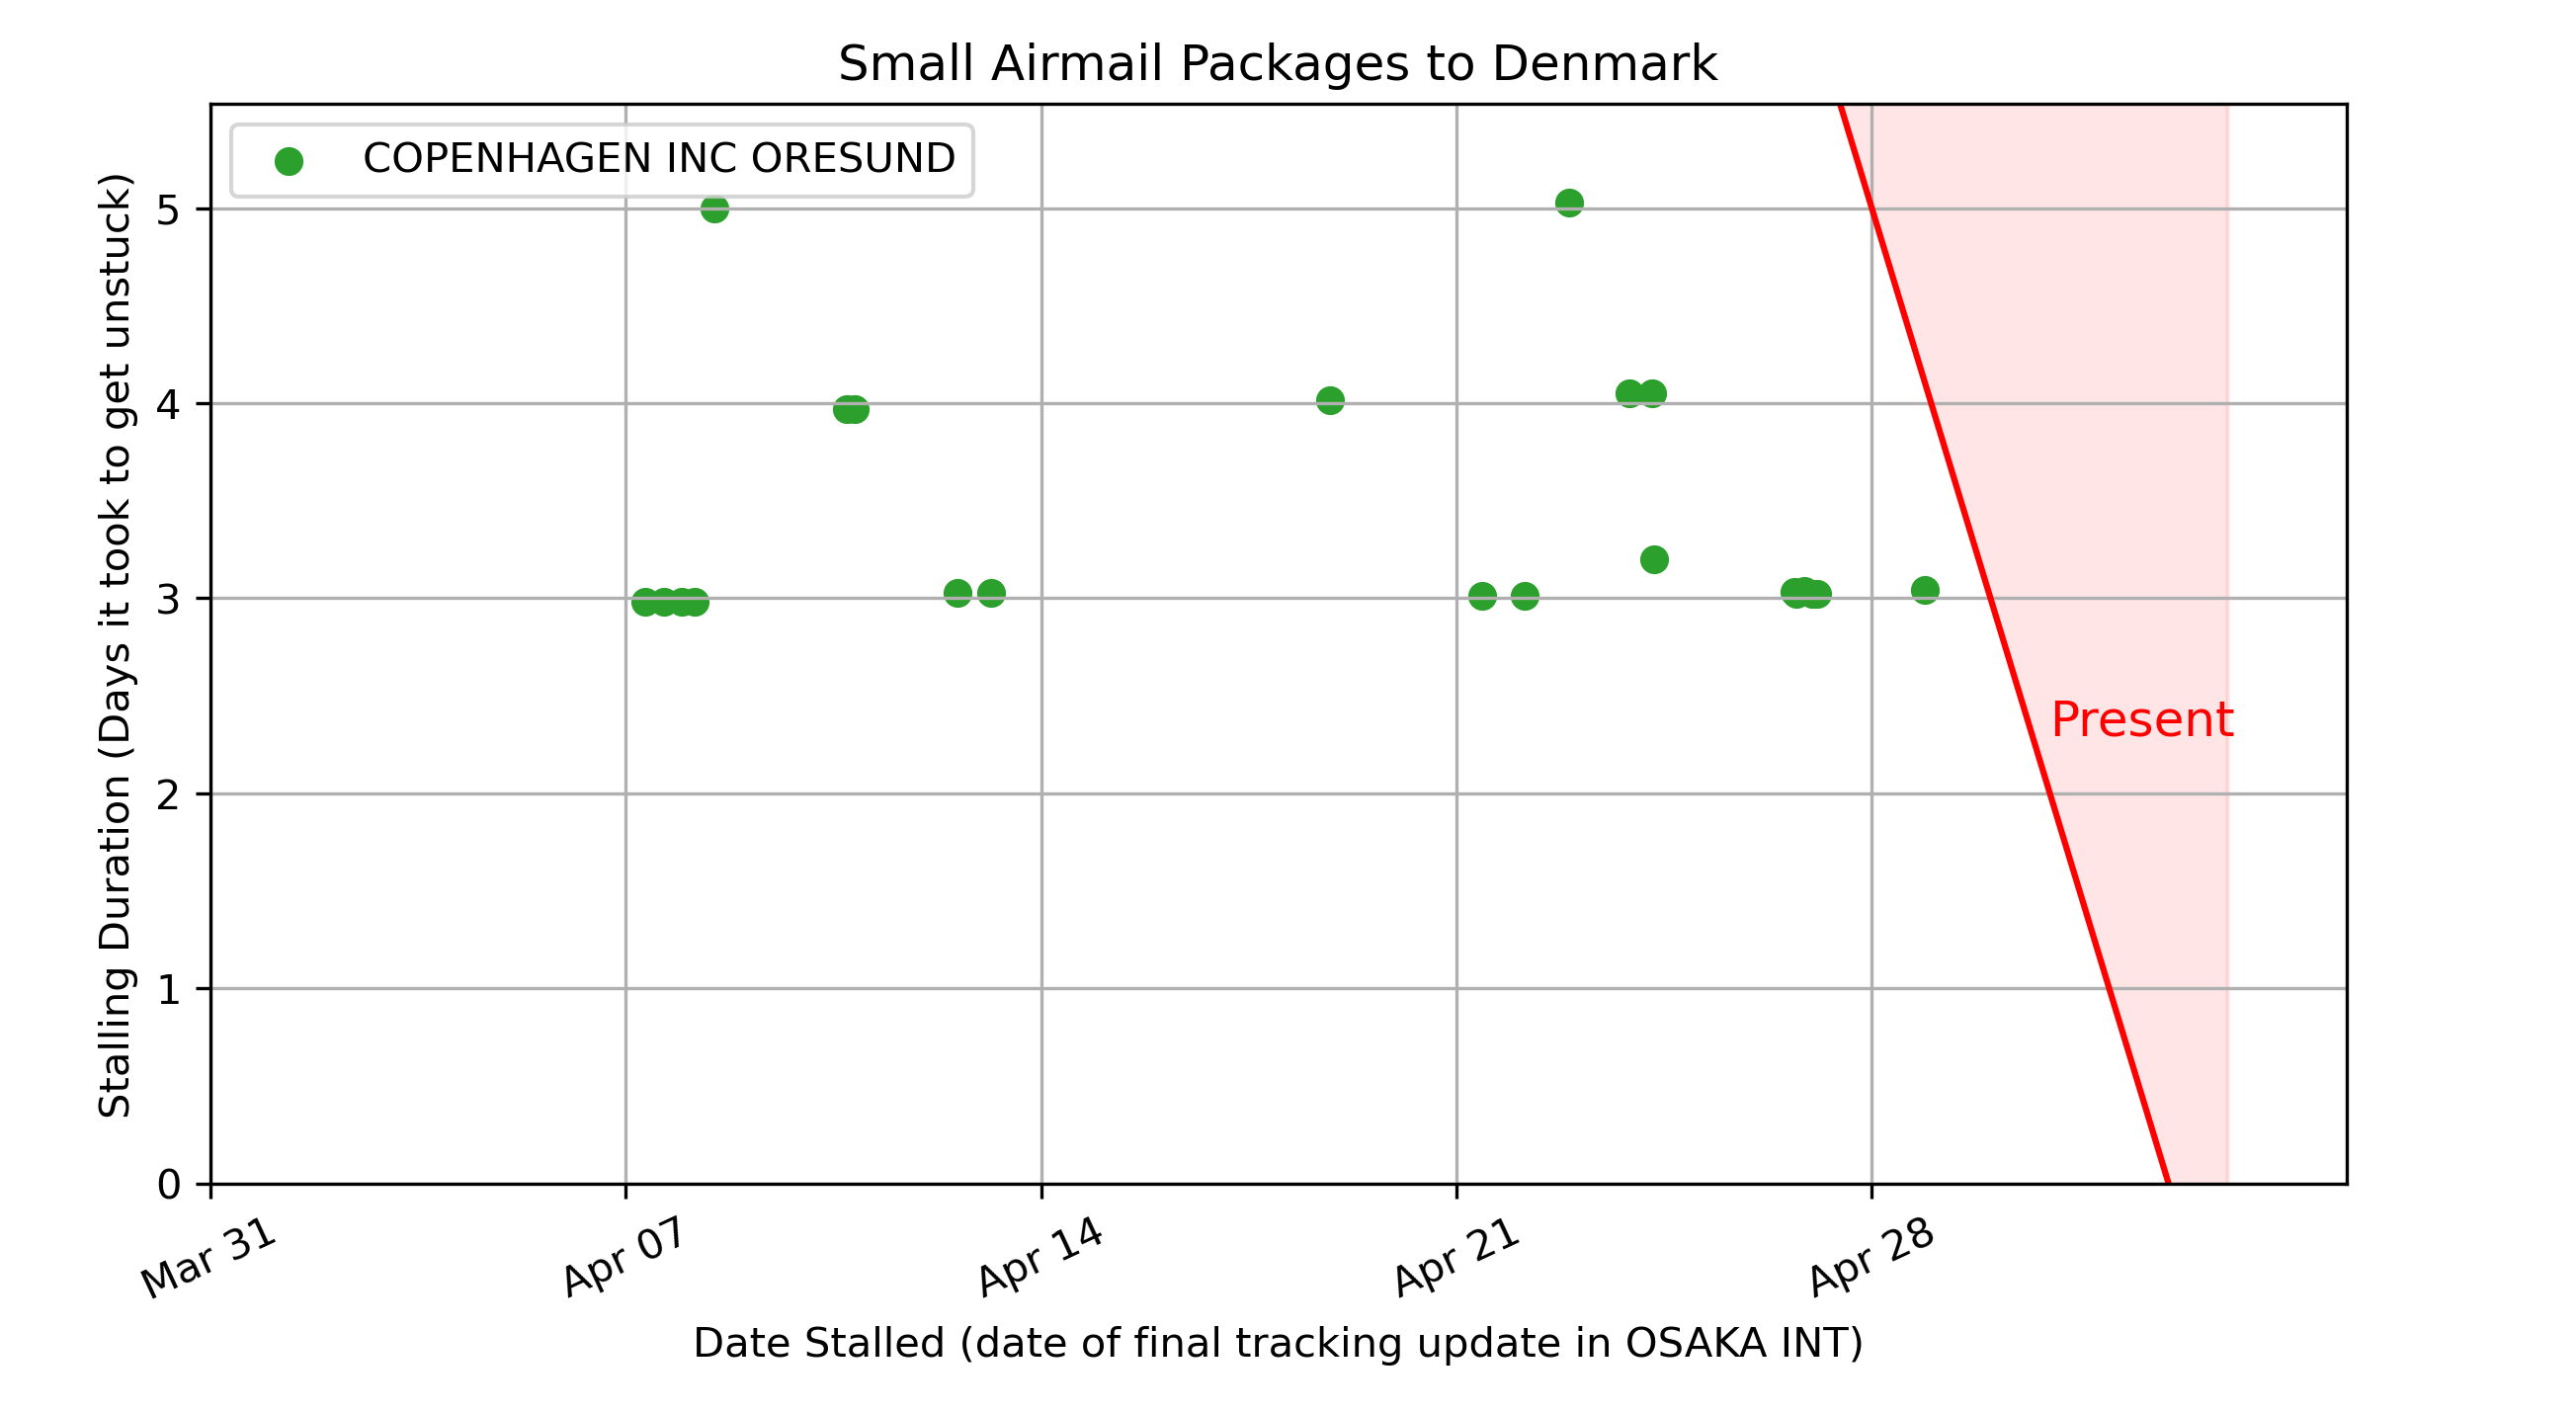 Small Airmail Packages to Denmark
COPENHAGEN INC ORESUND
Stalling Duration (Days it took to get unstuck)
5
4
3
2
1
0
Present
Mar 31
Apr 07
Apr 14
Apr 21
Apr 28
Date Stalled (date of final tracking update in OSAKA INT)